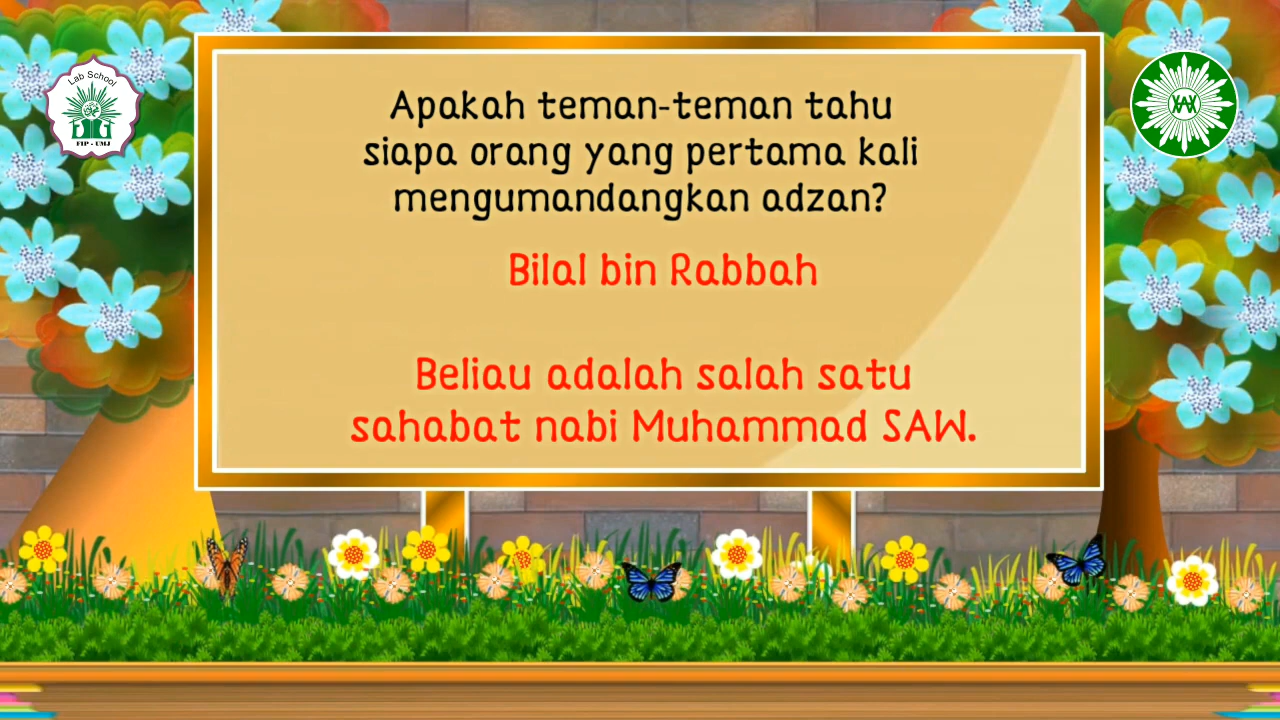 Lab School
FIP - UMJ
Apakah teman-teman tahu
siapa orang yang pertama kali
mengumandangkan adzan?
Bilal bin Rabbah
Beliau adalah salah satu
sahabat nabi Muhammad SAW.